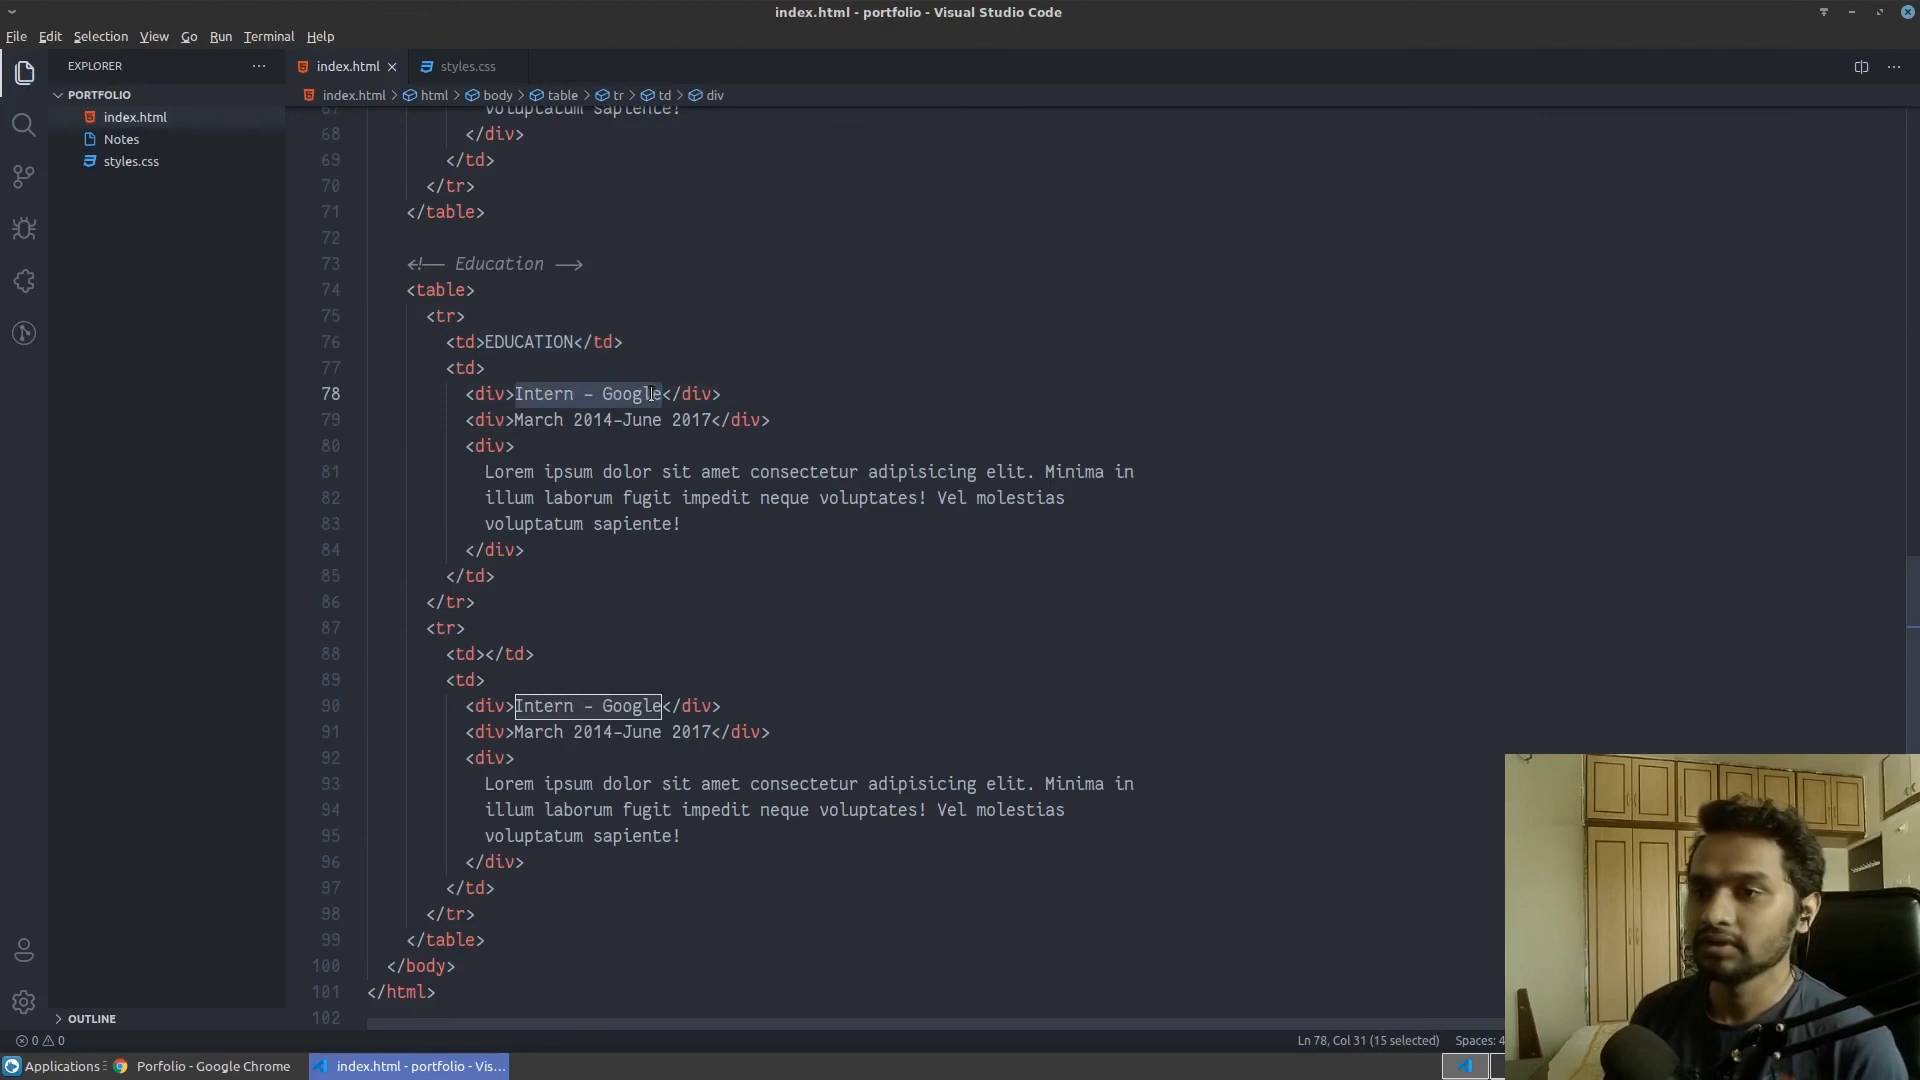 index.html - portfolio - Visual Studio Code
File Edit Selection View Go Run Terminal Help
EXPLORER
PORTFOLIO
index.html
Notes
styles.css
OUTLINE
index.html
styles.css
index.html > html > body > table > tr > td > div
67 voluptatum sapiente!
68 </div>
69 </td>
70 </tr>
71 </table>
72
73 <!-- Education -->
74 <table>
75 <tr>
76 <td>EDUCATION</td>
77 <td>
78 <div>Intern - Google</div>
79 <div>March 2014-June 2017</div>
80 <div>
81 Lorem ipsum dolor sit amet consectetur adipisicing elit. Minima in
82 illum laborum fugit impedit neque voluptates! Vel molestias
83 voluptatum sapiente!
84 </div>
85 </td>
86 </tr>
87 <tr>
88 <td></td>
89 <td>
90 <div>Intern - Google</div>
91 <div>March 2014-June 2017</div>
92 <div>
93 Lorem ipsum dolor sit amet consectetur adipisicing elit. Minima in
94 illum laborum fugit impedit neque voluptates! Vel molestias
95 voluptatum sapiente!
96 </div>
97 </td>
98 </tr>
99 </table>
100 </body>
101 </html>
102
0 0
Ln 78, Col 31 (15 selected) Spaces: 4
Applications Porfolio - Google Chrome index.html - portfolio - Vis...